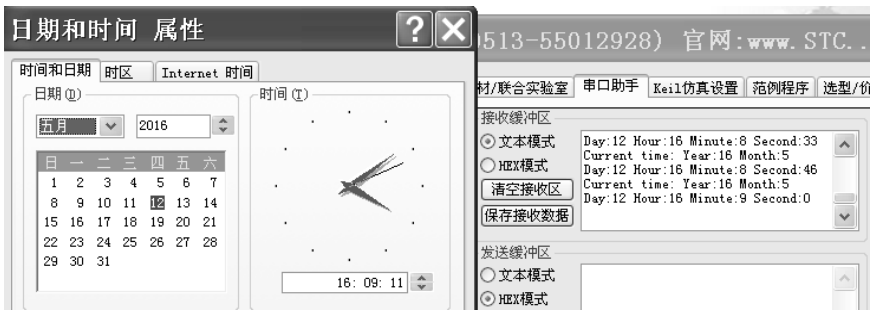 日期和时间 属性
时间和日期 时区 Internet 时间
日期(D)
五月 2016
日 一 二 三 四 五 六
1 2 3 4 5 6 7
8 9 10 11 12 13 14
15 16 17 18 19 20 21
22 23 24 25 26 27 28
29 30 31
时间(T)
16: 09: 11
0513-55012928) 官网:www.STC..
材/联合实验室 串口助手 Keil仿真设置 范例程序 选型/价
接收缓冲区
文本模式
HEX模式
清空接收区
保存接收数据
Day:12 Hour:16 Minute:8 Second:33
Current time: Year:16 Month:5
Day:12 Hour:16 Minute:8 Second:46
Current time: Year:16 Month:5
Day:12 Hour:16 Minute:9 Second:0
发送缓冲区
文本模式
HEX模式